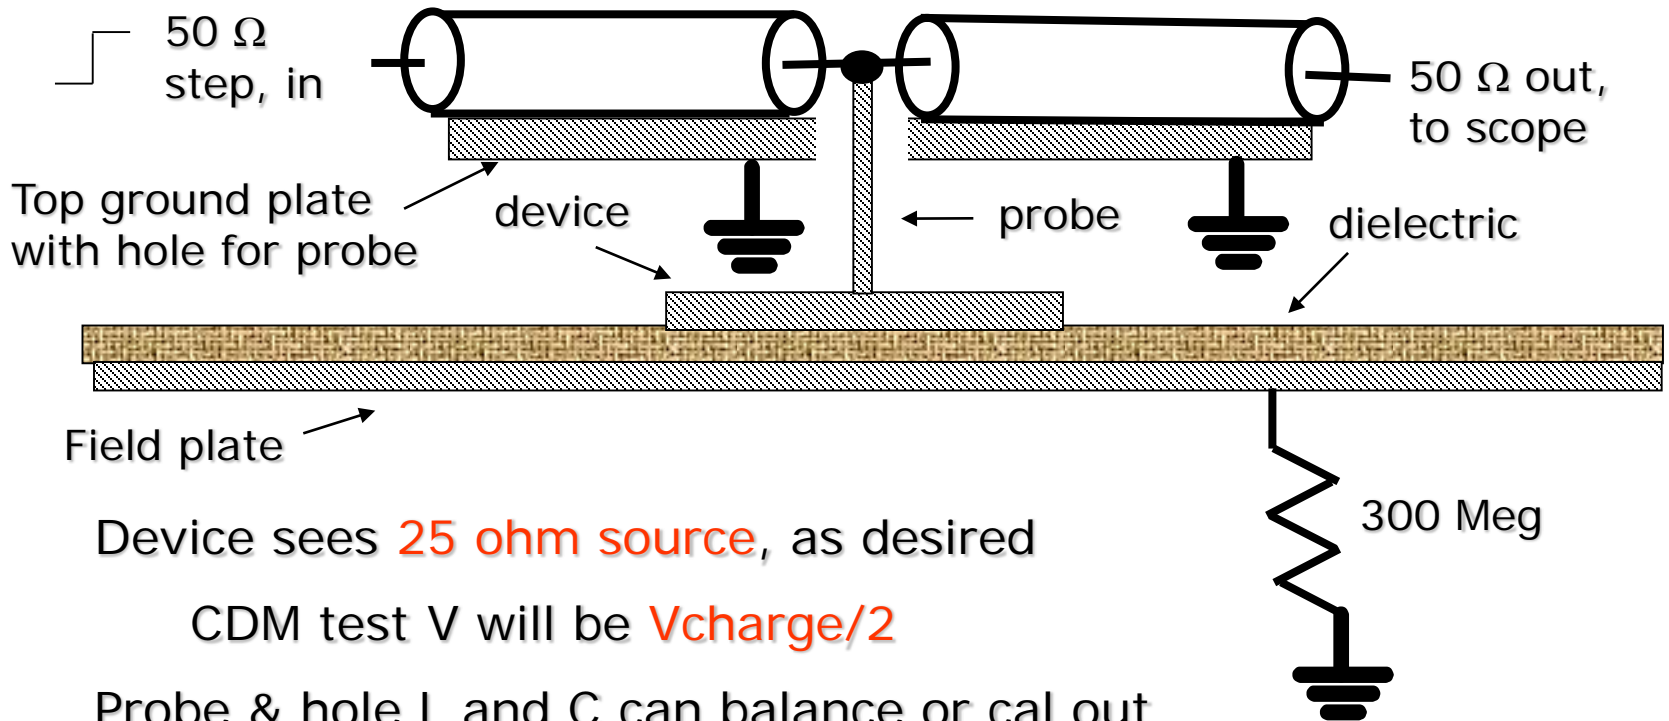 50 Ω
step, in
50 Ω out,
to scope
Top ground plate
with hole for probe
device
probe
dielectric
Field plate
300 Meg
Device sees 25 ohm source, as desired
CDM test V will be Vcharge/2
Probe & hole L and C can balance or cal out